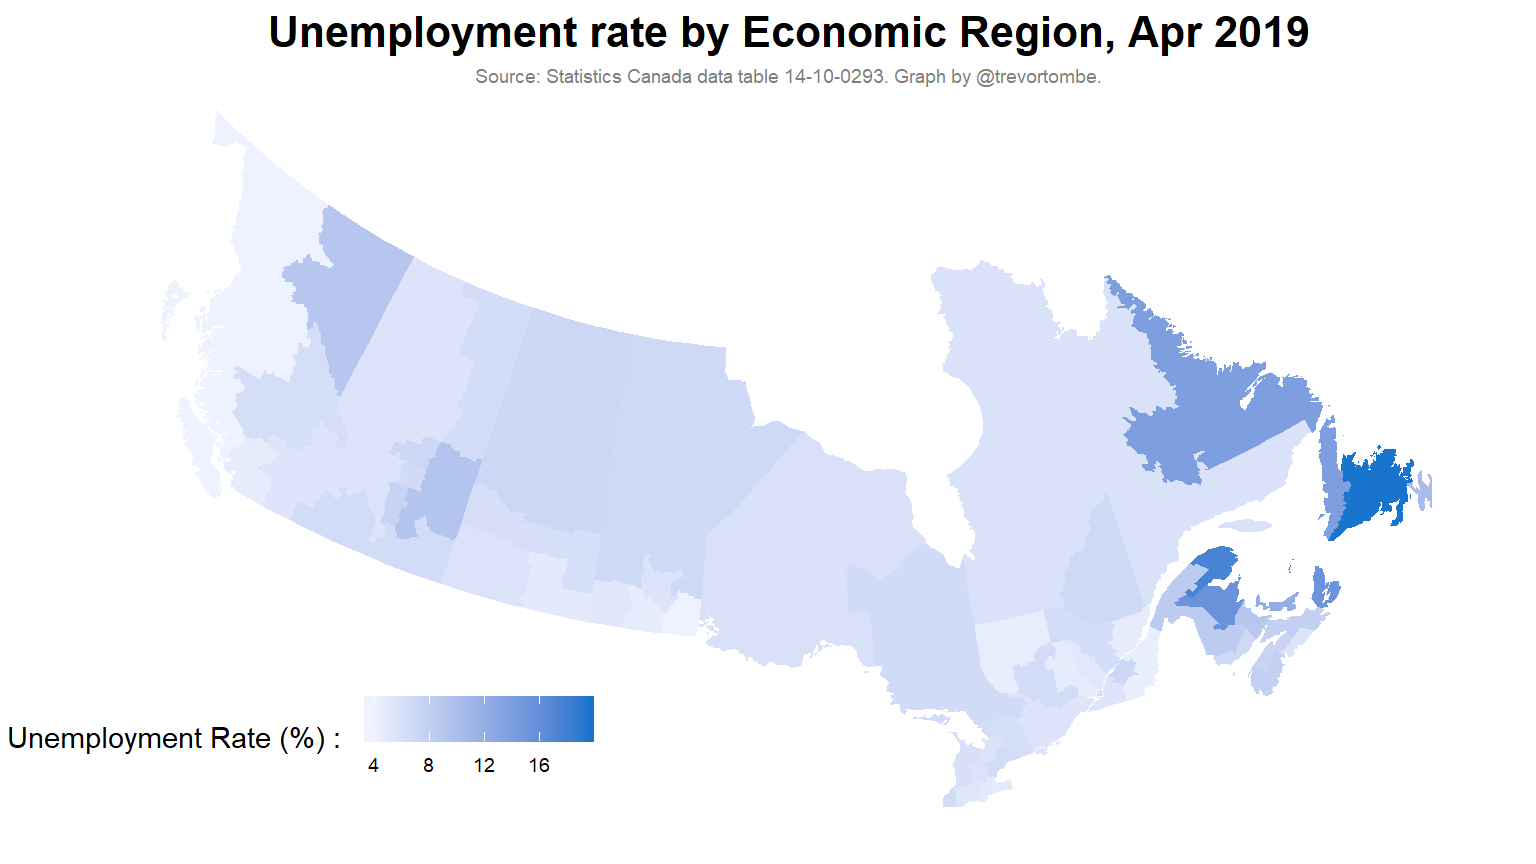 Unemployment rate by Economic Region, Apr 2019
Source: Statistics Canada data table 14-10-0293. Graph by @trevortombe.
Unemployment Rate (%) :
4 8 12 16